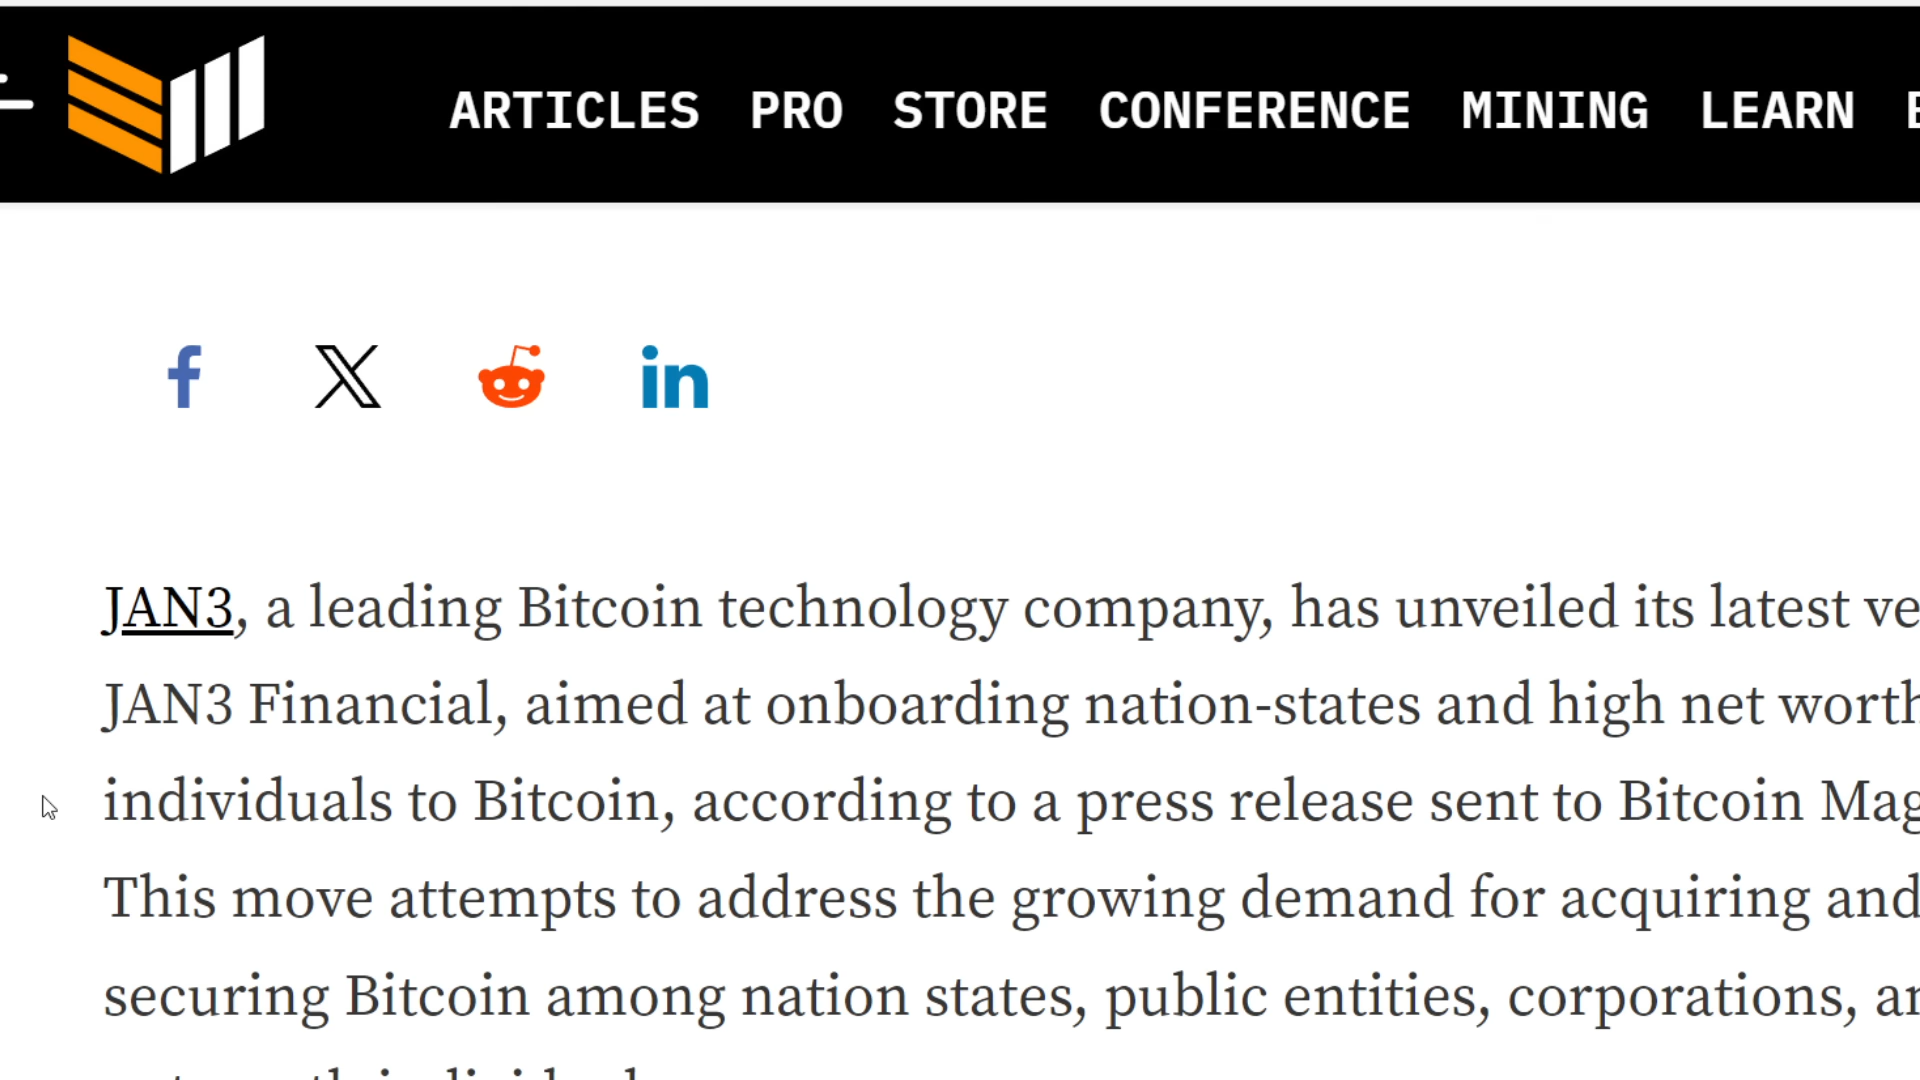 ARTICLES PRO STORE CONFERENCE MINING LEARN
JAN3, a leading Bitcoin technology company, has unveiled its latest
JAN3 Financial, aimed at onboarding nation-states and high net worth
individuals to Bitcoin, according to a press release sent to Bitcoin Mag
This move attempts to address the growing demand for acquiring and
securing Bitcoin among nation states, public entities, corporations,